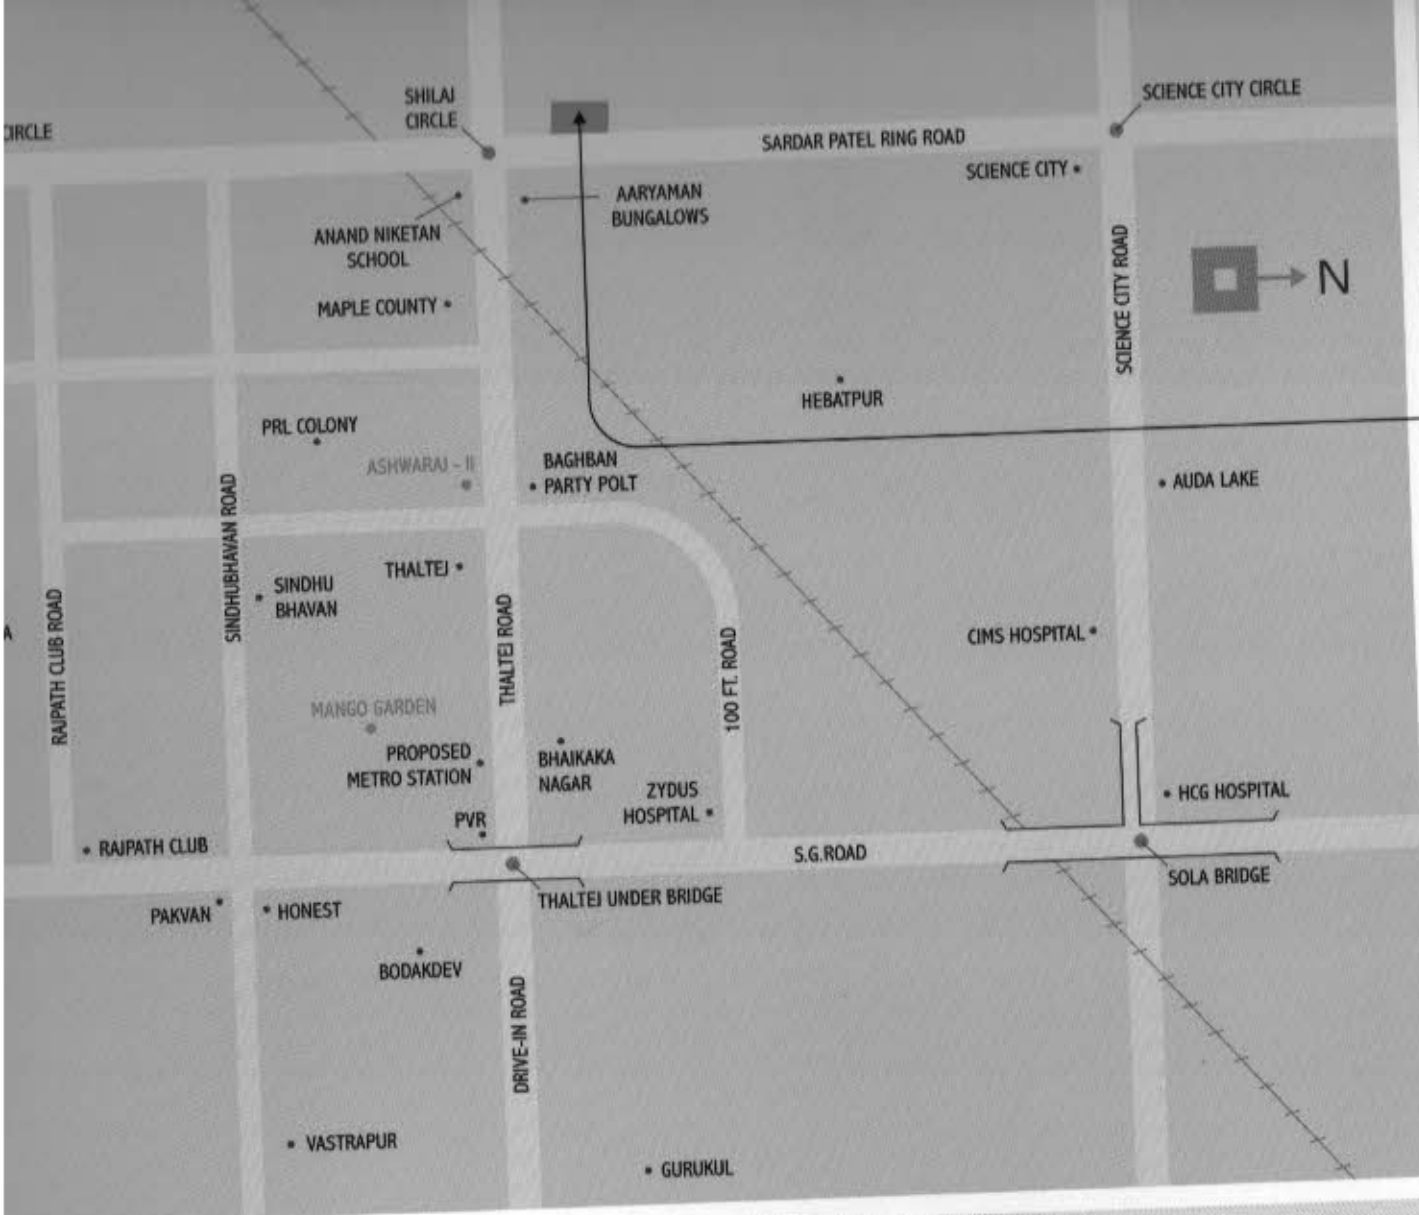 SHILAJ
CIRCLE
SCIENCE CITY CIRCLE
CIRCLE
SARDAR PATEL RING ROAD
SCIENCE CITY
AARYAMAN
BUNGALOWS
ANAND NIKETAN
SCHOOL
SCIENCE CITY ROAD
N
MAPLE COUNTY
HEBATPUR
PRL COLONY
ASHWARAJ - II
BAGHBAN
PARTY POLT
AUDA LAKE
SINDHUBHAVAN ROAD
THALTEJ
SINDHU
BHAVAN
RAJPATH CLUB ROAD
THALTEJ ROAD
100 FT. ROAD
A
CIMS HOSPITAL
MANGO GARDEN
PROPOSED
METRO STATION
BHAIKAKA
NAGAR
ZYDUS
HOSPITAL
HCG HOSPITAL
PVR
RAJPATH CLUB
S.G.ROAD
SOLA BRIDGE
THALTEJ UNDER BRIDGE
PAKVAN
HONEST
BODAKDEV
DRIVE-IN ROAD
VASTRAPUR
GURUKUL